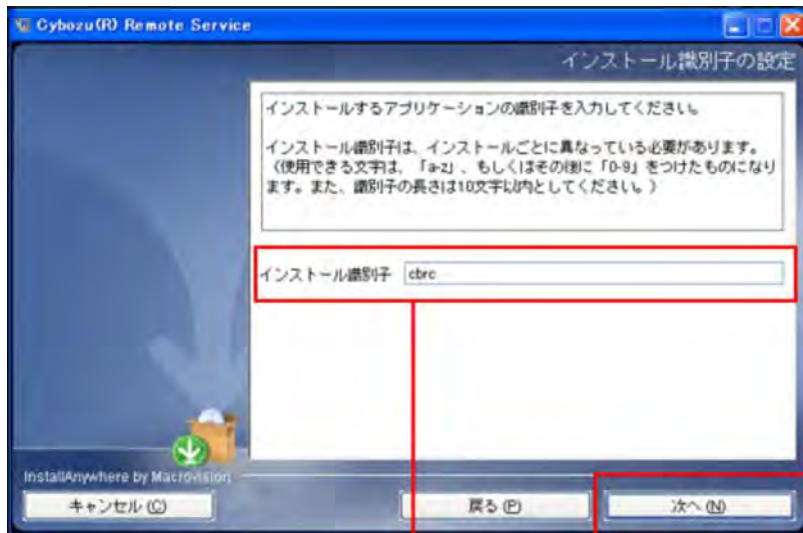 Cybozu(R) Remote Service
インストール識別子の設定
インストールするアプリケーションの識別子を入力してください。
インストール識別子は、インストールごとに異なっている必要があります。
(使用できる文字は、「a-z」、もしくはその後に「0-9」をつけたものになり
ます。また、識別子の長さは10文字以内としてください。)
インストール識別子 cbrc
InstallAnywhere by Macrovision
キャンセル(C) 戻る(P) 次へ(N)